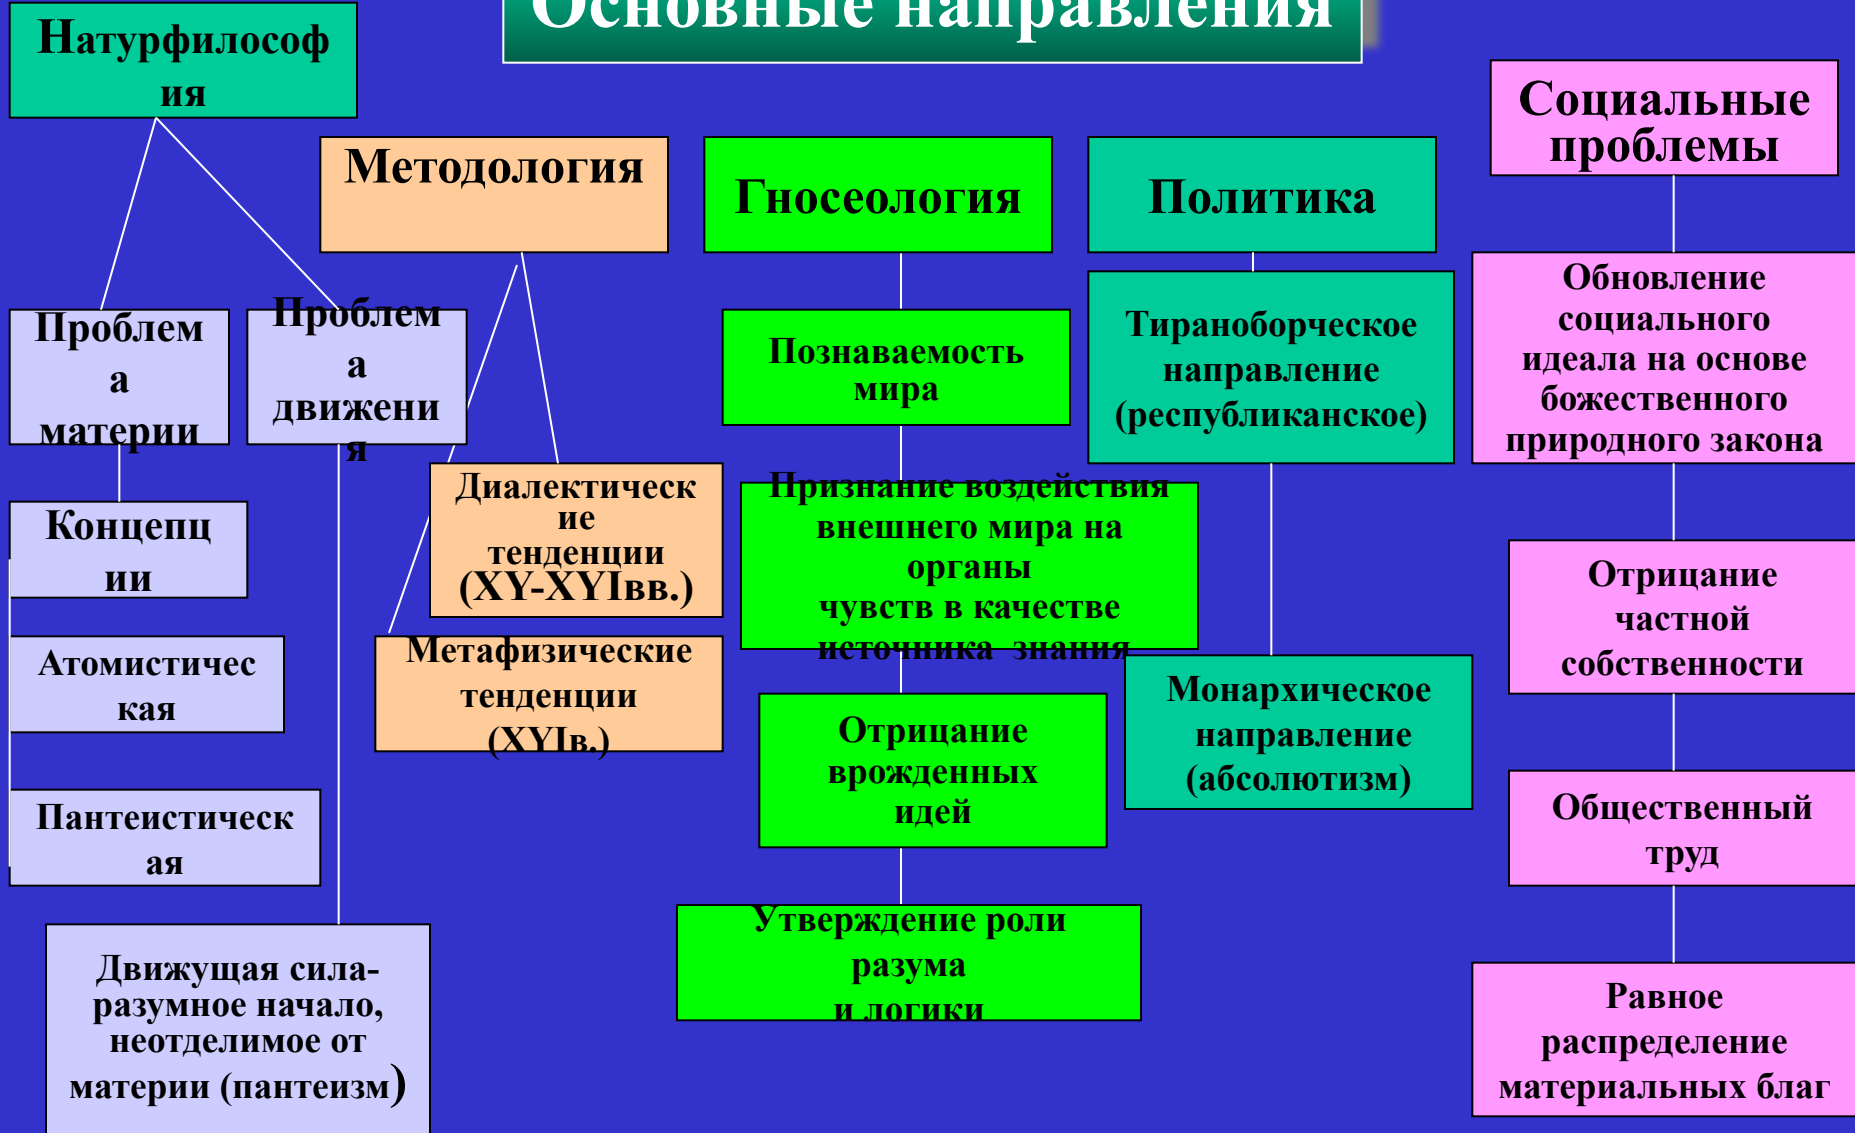 Основные направления
Натурфилософ
ия
Проблем
а
материи
Концепц
ии
Атомистичес
кая
Пантеистическ
ая
Проблем
а
движени
я
Движущая сила-
разумное начало,
неотделимое от
материи (пантеизм)
Методология
Диалектическ
ие
тенденции
(XY-XYIвв.)
Метафизические
тенденции
(XYIв.)
Гносеология
Познаваемость
мира
Признание воздействия
внешнего мира на
органы
чувств в качестве
источника знания
Отрицание
врожденных
идей
Утверждение роли
разума
и логики
Политика
Тираноборческое
направление
(республиканское)
Монархическое
направление
(абсолютизм)
Социальные
проблемы
Обновление
социального
идеала на основе
божественного
природного закона
Отрицание
частной
собственности
Общественный
труд
Равное
распределение
материальных благ